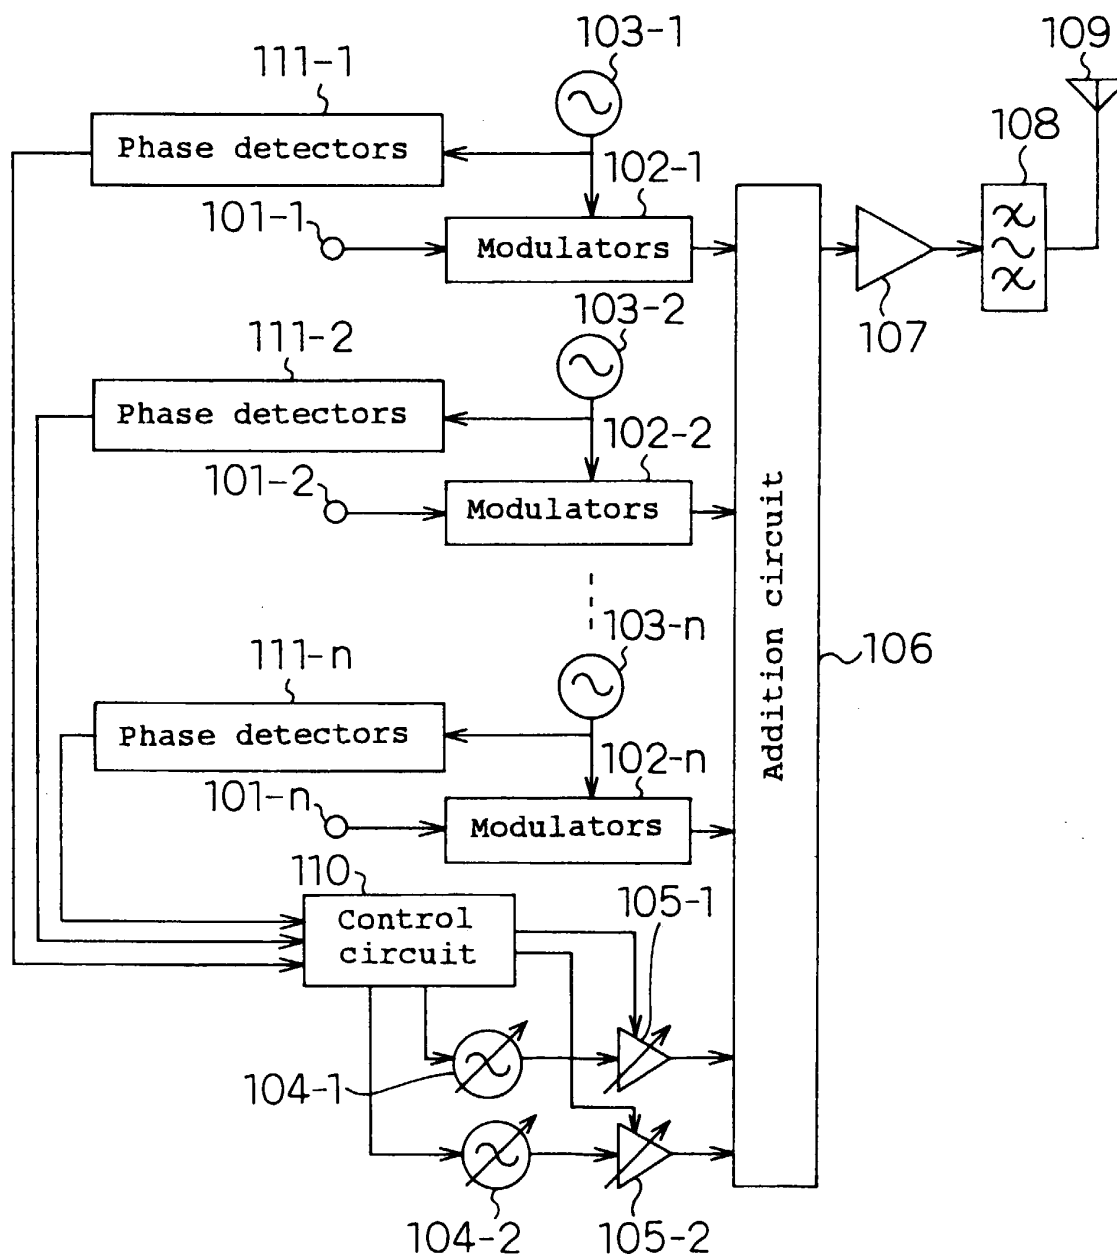 103-1
109
111-1
108
Phase detectors
102-1
101-1
Modulators
103-2
107
111-2
Phase detectors
102-2
101-2
Modulators
Addition circuit
103-n
106
111-n
Phase detectors
102-n
101-n
Modulators
110
105-1
Control
circuit
104-1
104-2
105-2